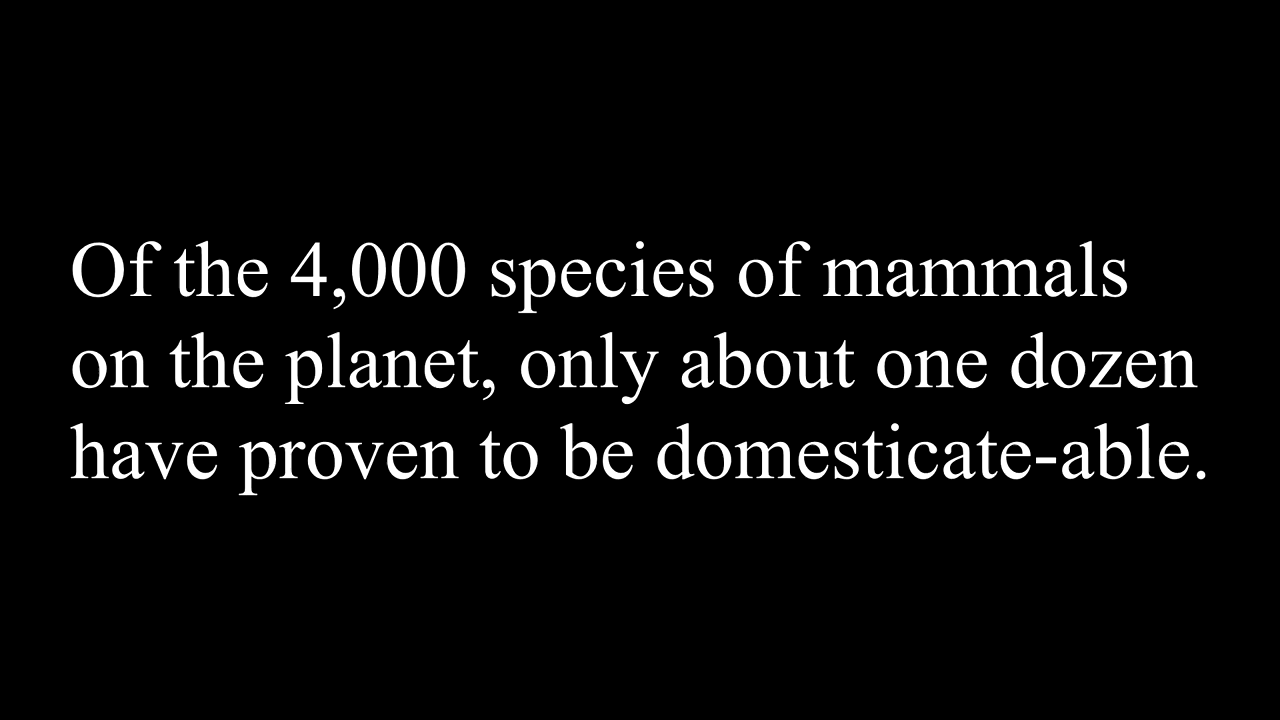 Of the 4,000 species of mammals
on the planet, only about one dozen
have proven to be domesticate-able.